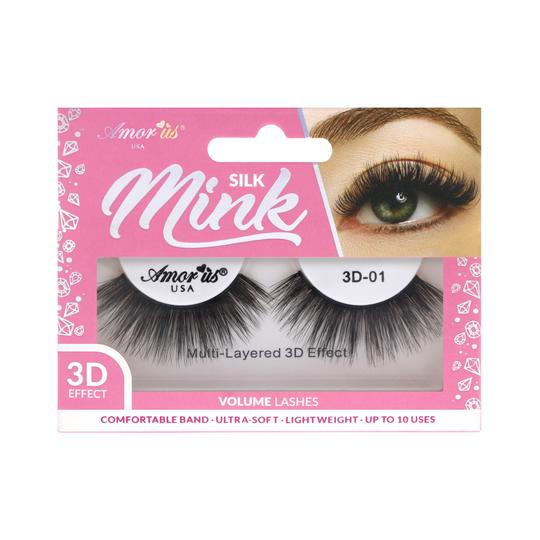 Amor us®
USA
SILK
Mink
Amor us®
USA
3D-01
Multi-Layered 3D Effect
3D
EFFECT
VOLUME LASHES
COMFORTABLE BAND · ULTRA-SOFT · LIGHTWEIGHT · UP TO 10 USES